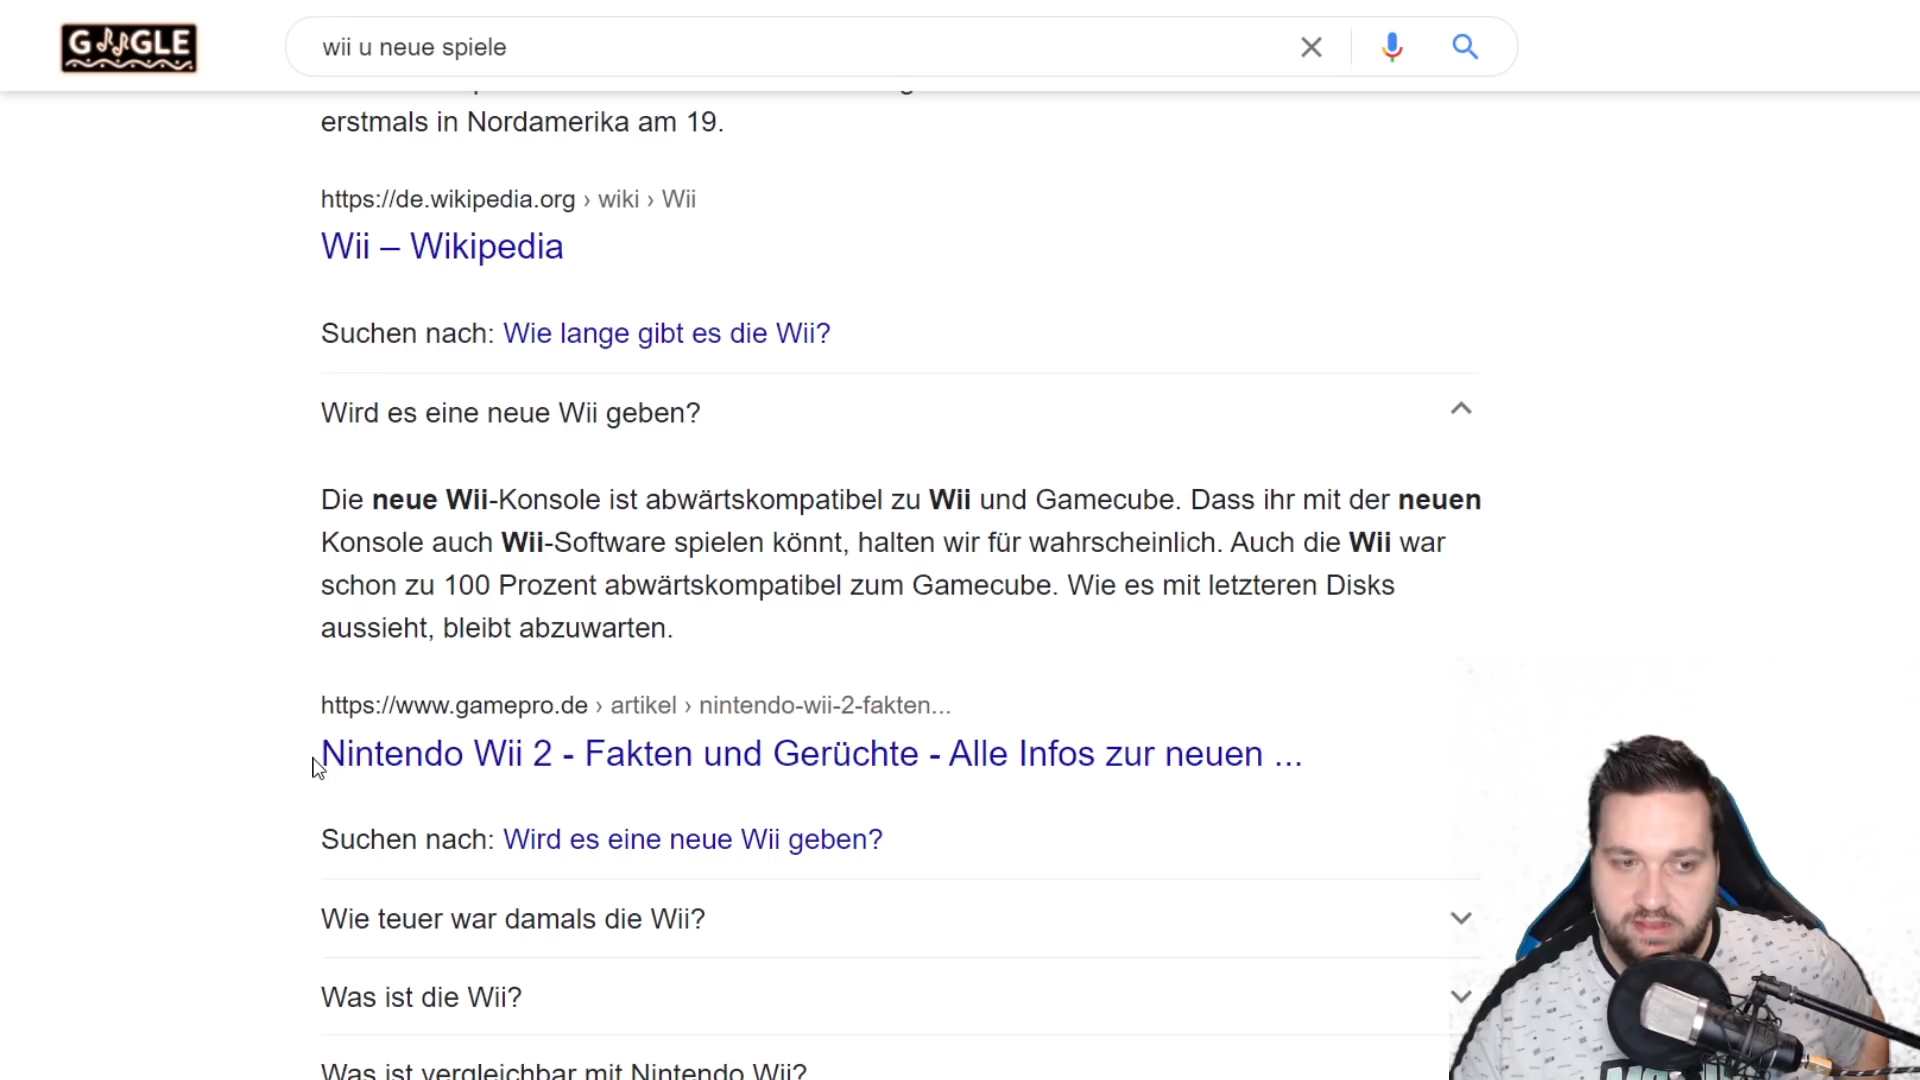 G GLE
wii u neue spiele
erstmals in Nordamerika am 19.
https://de.wikipedia.org › wiki › Wii
Wii – Wikipedia
Suchen nach: Wie lange gibt es die Wii?
Wird es eine neue Wii geben?
Die neue Wii-Konsole ist abwärtskompatibel zu Wii und Gamecube. Dass ihr mit der neuen
Konsole auch Wii-Software spielen könnt, halten wir für wahrscheinlich. Auch die Wii war
schon zu 100 Prozent abwärtskompatibel zum Gamecube. Wie es mit letzteren Disks
aussieht, bleibt abzuwarten.
https://www.gamepro.de › artikel › nintendo-wii-2-fakten...
Nintendo Wii 2 - Fakten und Gerüchte - Alle Infos zur neuen ...
Suchen nach: Wird es eine neue Wii geben?
Wie teuer war damals die Wii?
Was ist die Wii?
Was ist vergleichbar mit Nintendo Wii?